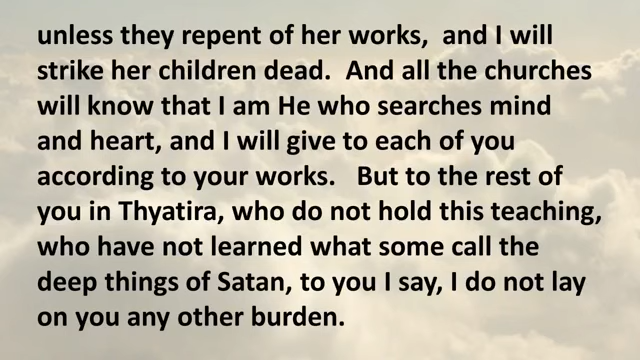 unless they repent of her works,  and I will
strike her children dead.  And all the churches
will know that I am He who searches mind
and heart, and I will give to each of you
according to your works.   But to the rest of
you in Thyatira, who do not hold this teaching,
who have not learned what some call the
deep things of Satan, to you I say, I do not lay
on you any other burden.